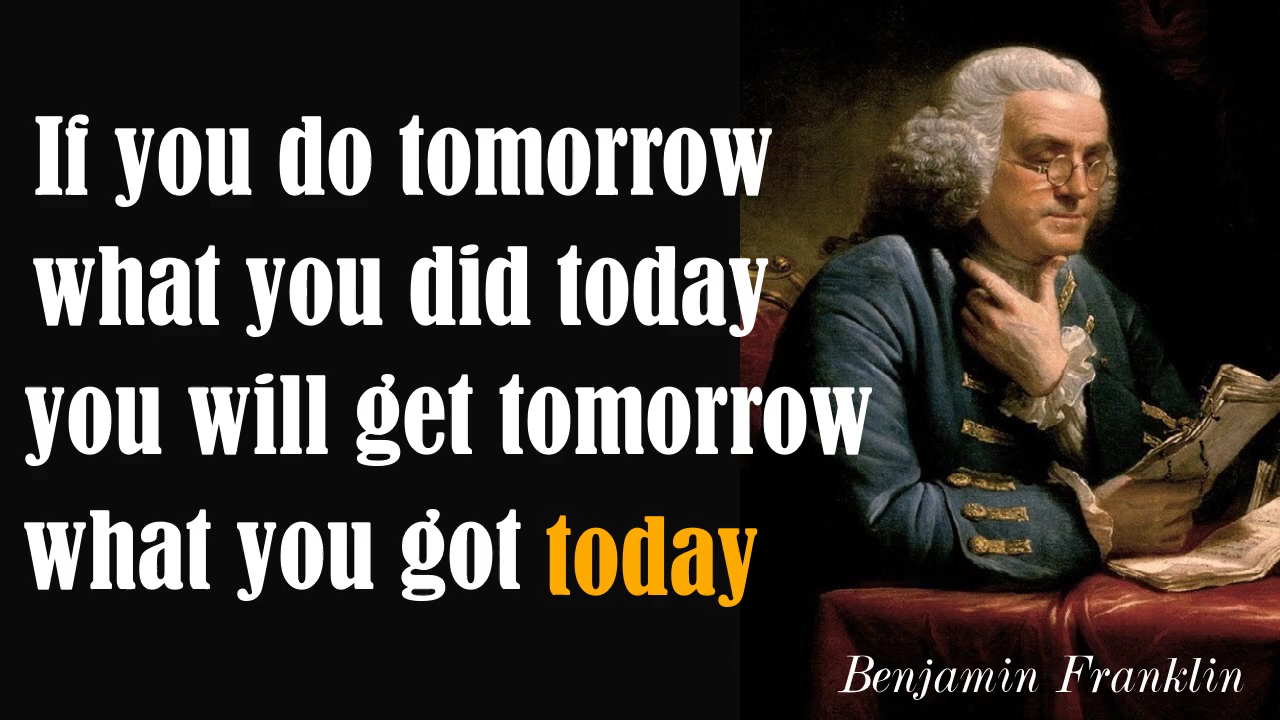 If you do tomorrow
what you did today
you will get tomorrow
what you got today
Benjamin Franklin